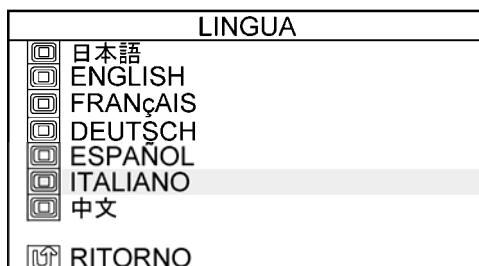 LINGUA
日本語
ENGLISH
FRANçAIS
DEUTSCH
ESPAÑOL
ITALIANO
中文
RITORNO